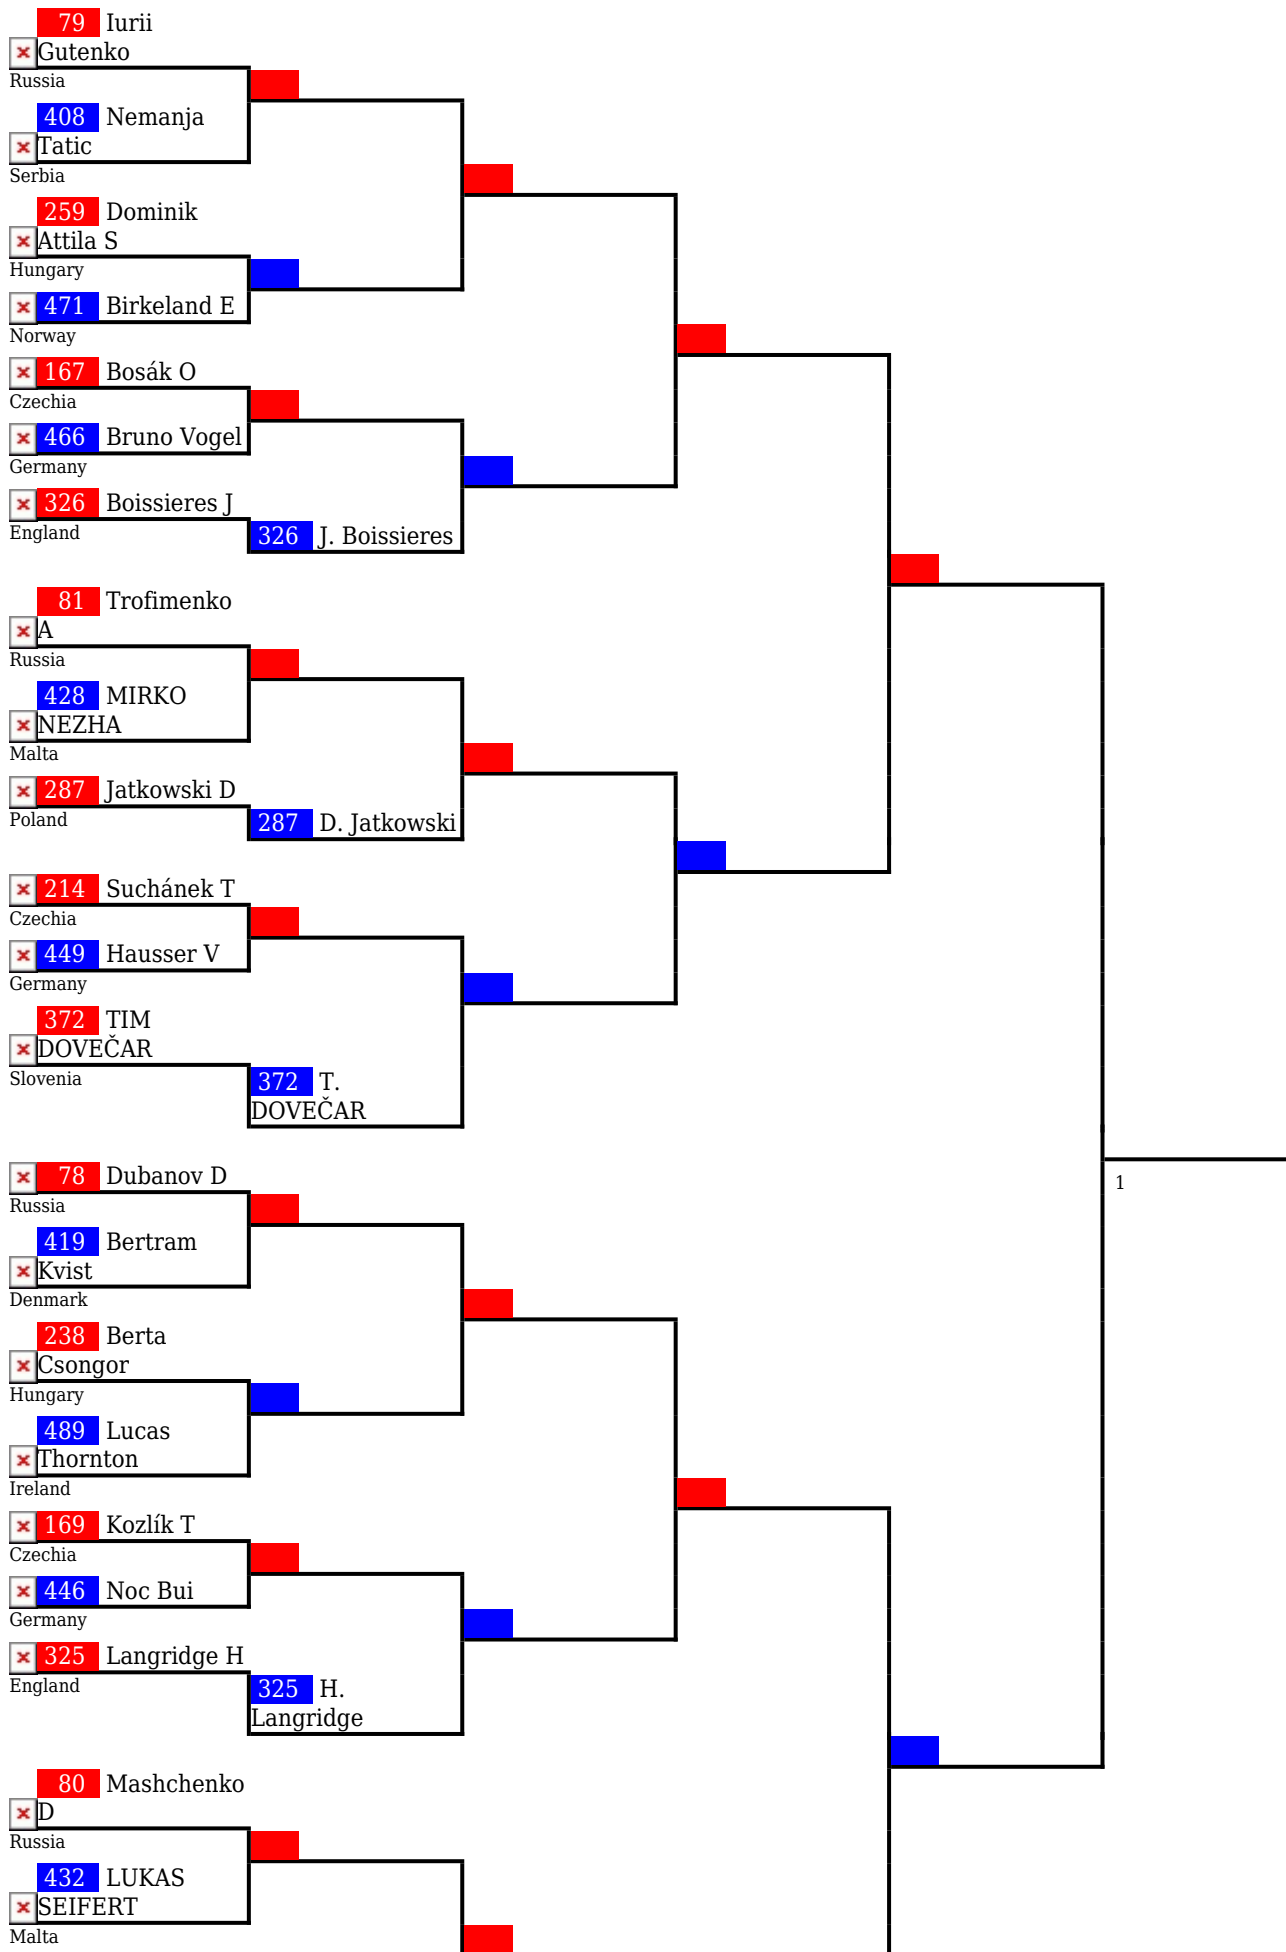 79 Iurii
Gutenko
Russia
408 Nemanja
Tatic
Serbia
259 Dominik
Attila S
Hungary
471 Birkeland E
Norway
167 Bosák O
Czechia
466 Bruno Vogel
Germany
326 Boissieres J
England
326 J. Boissieres
81 Trofimenko
A
Russia
428 MIRKO
NEZHA
Malta
287 Jatkowski D
Poland
287 D. Jatkowski
214 Suchánek T
Czechia
449 Hausser V
Germany
372 TIM
DOVEČAR
Slovenia
372 T.
DOVEČAR
78 Dubanov D
Russia
1
419 Bertram
Kvist
Denmark
238 Berta
Csongor
Hungary
489 Lucas
Thornton
Ireland
169 Kozlík T
Czechia
446 Noc Bui
Germany
325 Langridge H
England
325 H.
Langridge
80 Mashchenko
D
Russia
432 LUKAS
SEIFERT
Malta